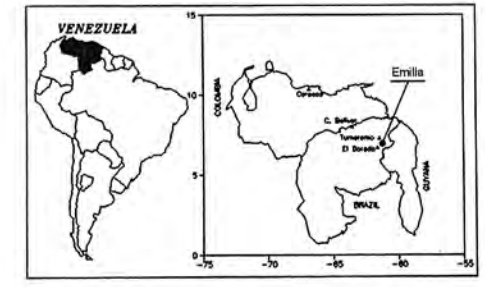 VENEZUELA
15
10
5
0
-75
-70
-65
-60
-55
COLOMBIA
Caracas
Emilia
C. Bolivar
Tumeremo
El Dorado
GUYANA
BRAZIL